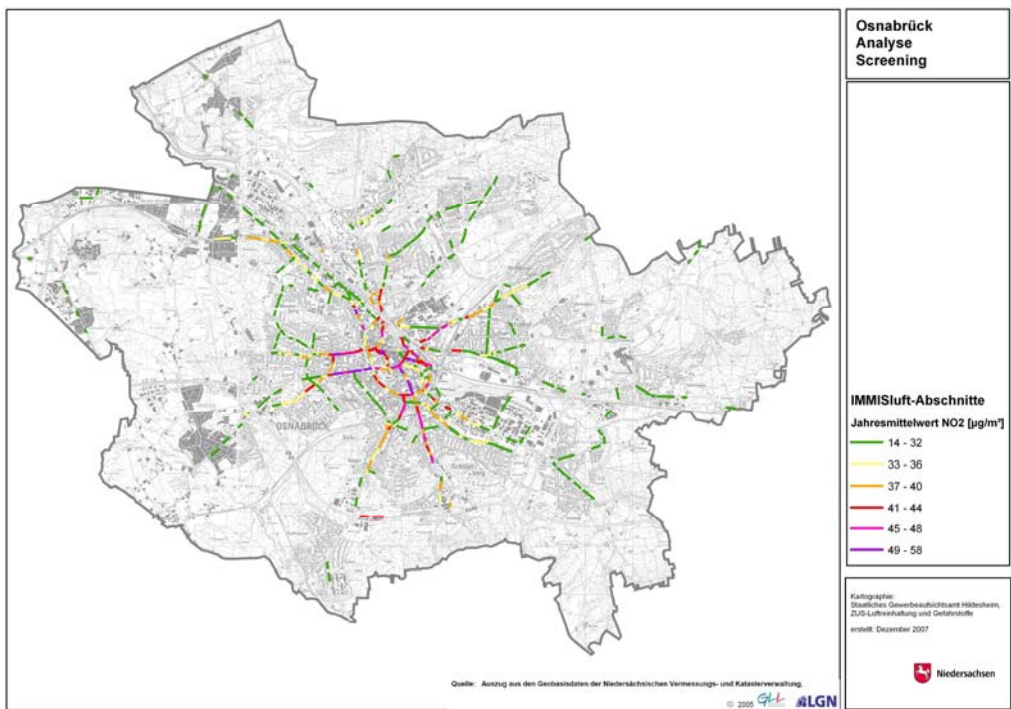 Osnabrück
Analyse
Screening
OSNABRÜCK
IMMISluft-Abschnitte
Jahresmittelwert NO2 [µg/m³]
14 - 32
33 - 36
37 - 40
41 - 44
45 - 48
49 - 58
Kartographie:
Staatliches Gewerbeaufsichtsamt Hildesheim,
ZUS-Luftreinhaltung und Gefahrstoffe
erstellt: Dezember 2007
Niedersachsen
Quelle: Auszug aus den Geobasisdaten der Niedersächsischen Vermessungs- und Katasterverwaltung,
© 2005 GLL LGN